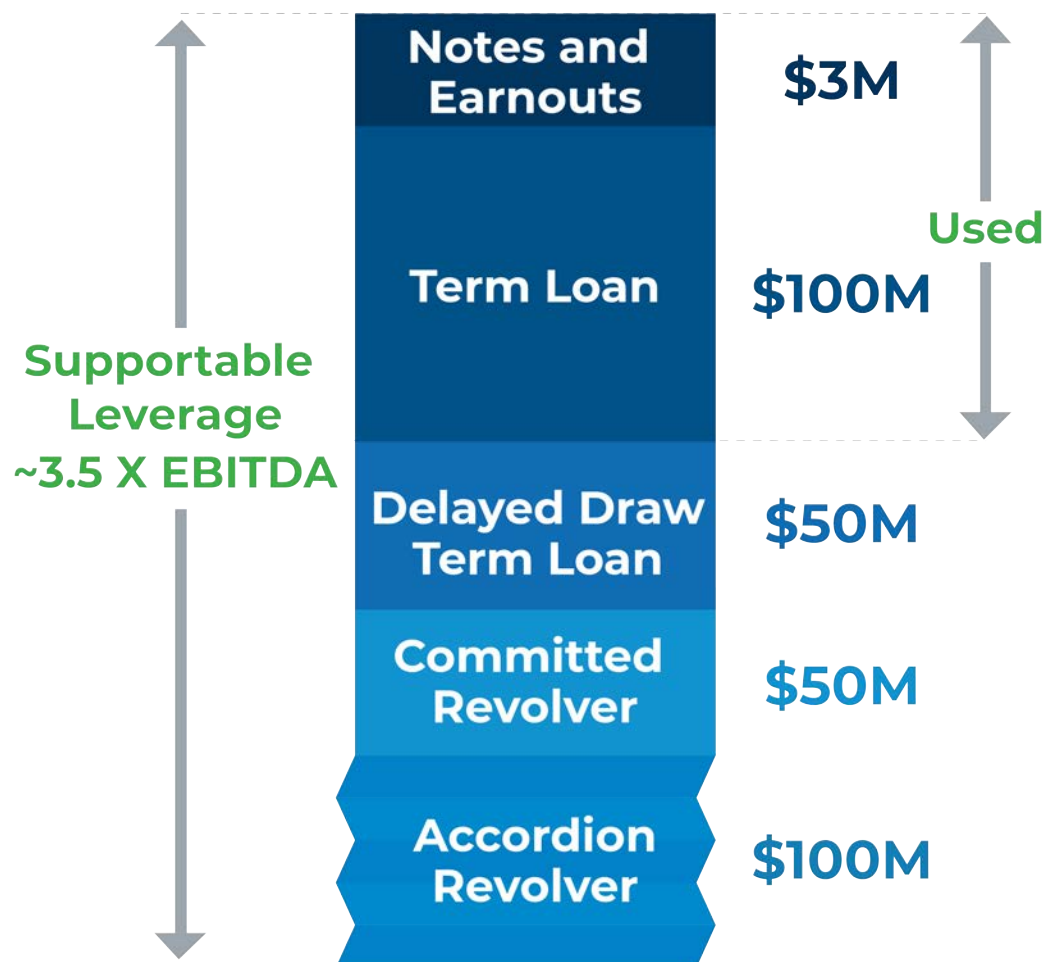 Notes and
Earnouts
$3M
Used
Term Loan
$100M
Supportable
Leverage
~3.5 X EBITDA
Delayed Draw
Term Loan
$50M
Committed
Revolver
$50M
Accordion
Revolver
$100M